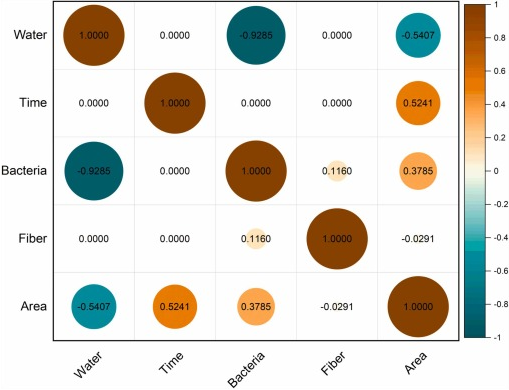 Water 1.0000 0.0000 -0.9285 0.0000 -0.5407
Time 0.0000 1.0000 0.0000 0.0000 0.5241
Bacteria -0.9285 0.0000 1.0000 0.1160 0.3785
Fiber 0.0000 0.0000 0.1160 1.0000 -0.0291
Area -0.5407 0.5241 0.3785 -0.0291 1.0000
Water Time Bacteria Fiber Area
1
0.8
0.6
0.4
0.2
0
-0.2
-0.4
-0.6
-0.8
-1